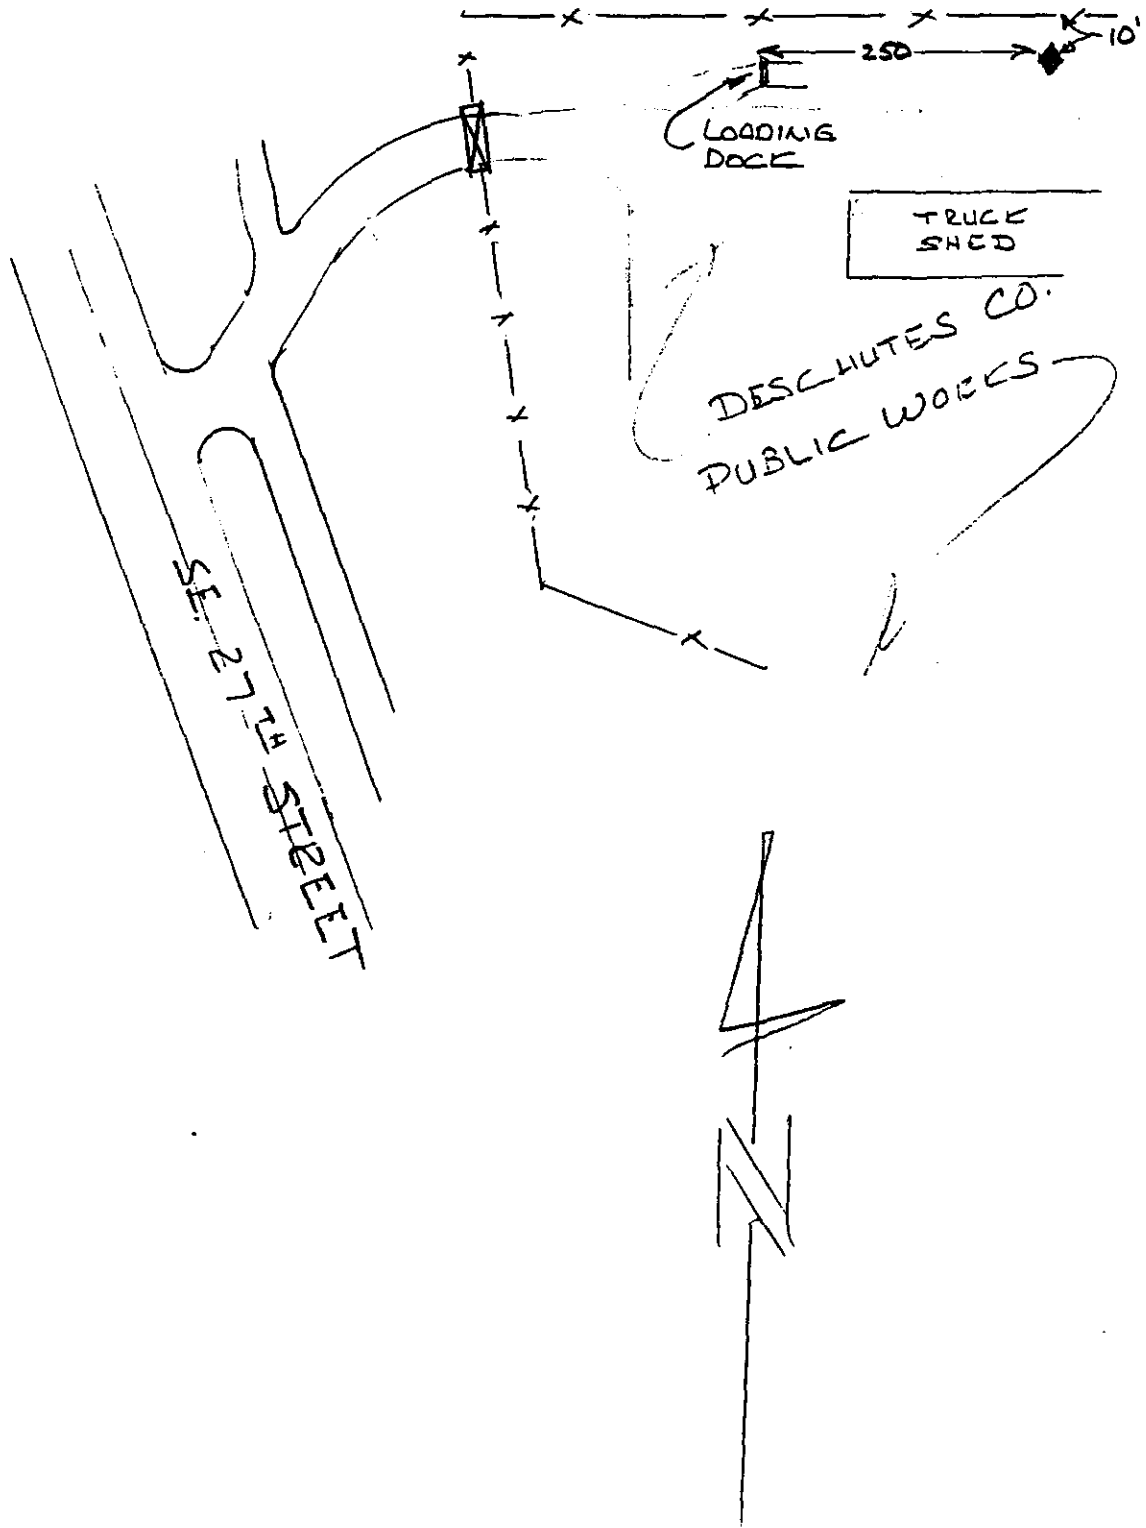 10'
250
LOADING
DOCK
TRUCK
SHED
DESCHUTES CO.
PUBLIC WORKS
SE. 27TH STREET
N